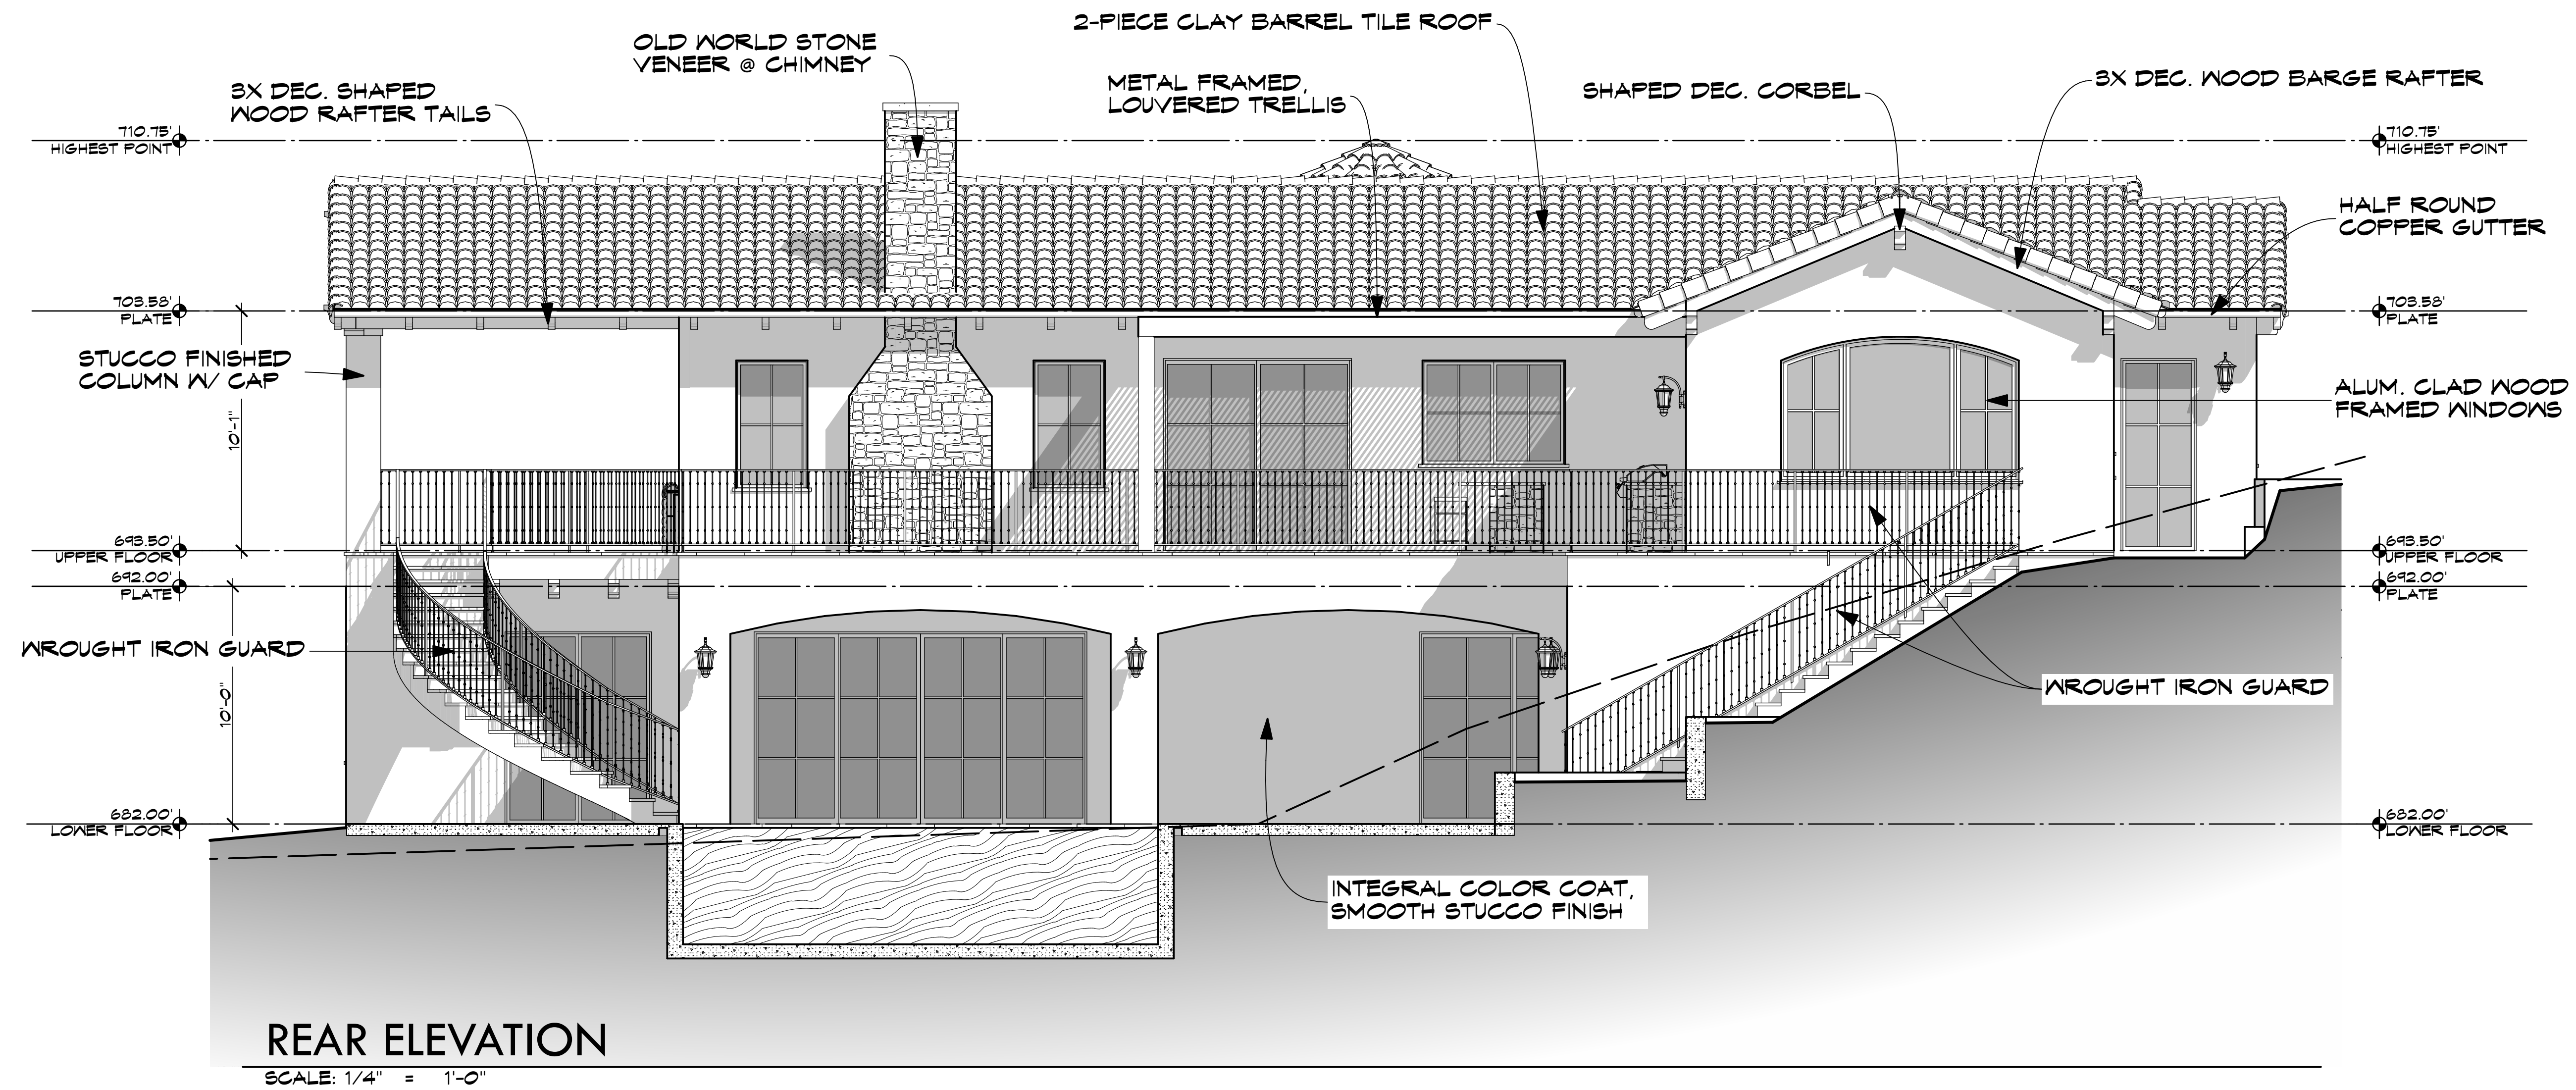 2-PIECE CLAY BARREL TILE ROOF
OLD WORLD STONE
VENEER @ CHIMNEY
3X DEC. SHAPED
WOOD RAFTER TAILS
METAL FRAMED,
LOUVERED TRELLIS
SHAPED DEC. CORBEL
3X DEC. WOOD BARGE RAFTER
710.75'
HIGHEST POINT
710.75'
HIGHEST POINT
HALF ROUND
COPPER GUTTER
703.58'
PLATE
703.58'
PLATE
STUCCO FINISHED
COLUMN W/ CAP
10'-1"
ALUM. CLAD WOOD
FRAMED WINDOWS
693.50'
UPPER FLOOR
693.50'
UPPER FLOOR
692.00'
PLATE
692.00'
PLATE
WROUGHT IRON GUARD
10'-0"
WROUGHT IRON GUARD
682.00'
LOWER FLOOR
682.00'
LOWER FLOOR
INTEGRAL COLOR COAT,
SMOOTH STUCCO FINISH
REAR ELEVATION
SCALE: 1/4" = 1'-0"